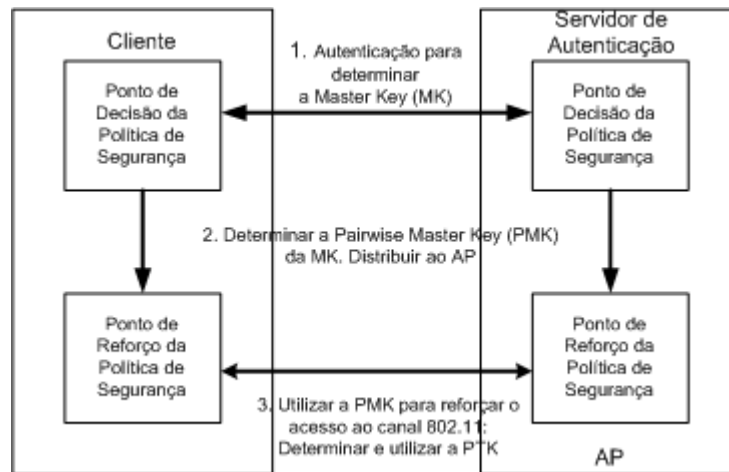 Cliente
Servidor de
Autenticação
1. Autenticação para
determinar
a Master Key (MK)
Ponto de
Decisão da
Política de
Segurança
Ponto de
Decisão da
Política de
Segurança
2. Determinar a Pairwise Master Key (PMK)
da MK. Distribuir ao AP
Ponto de
Reforço da
Política de
Segurança
Ponto de
Reforço da
Política de
Segurança
3. Utilizar a PMK para reforçar o
acesso ao canal 802.11:
Determinar e utilizar a PTK
AP